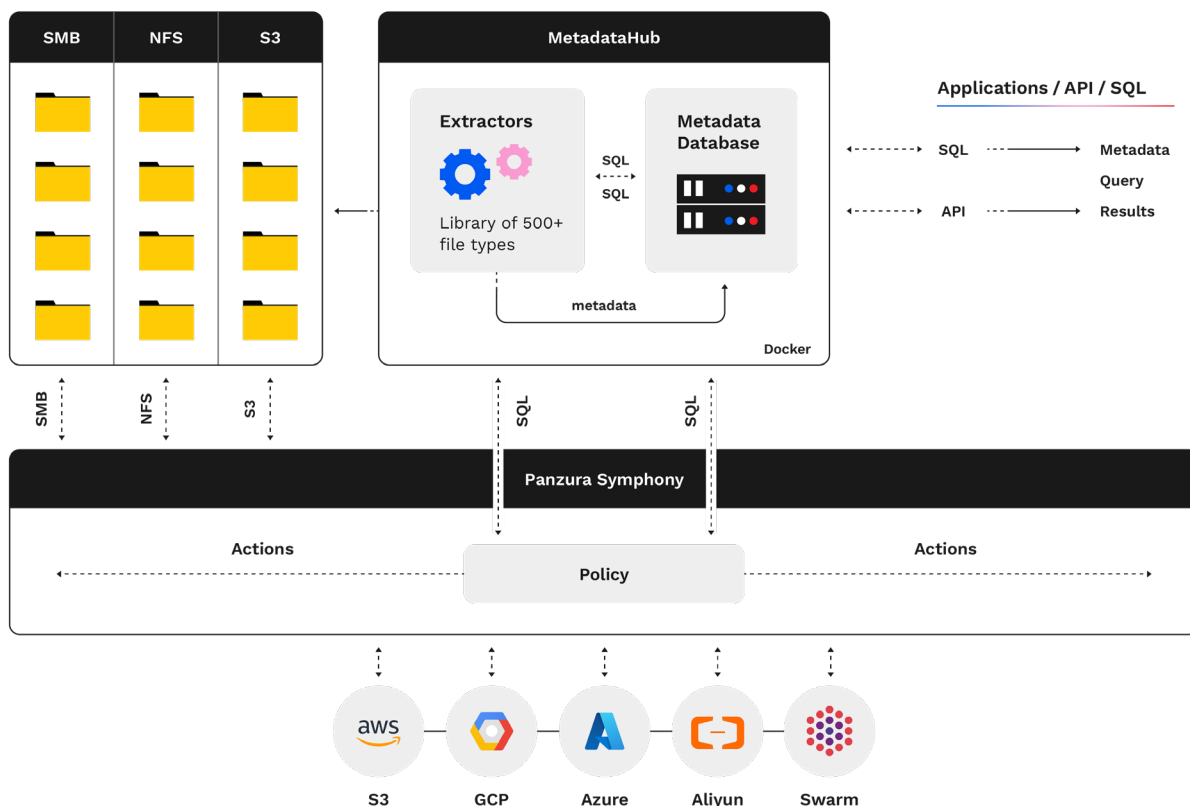 SMB
NFS
S3
MetadataHub
Extractors
Library of 500+
file types
SQL
SQL
Metadata
Database
metadata
Docker
Applications / API / SQL
SQL
Metadata
Query
API
Results
SMB
NFS
S3
SQL
SQL
Panzura Symphony
Actions
Policy
Actions
aws
S3
GCP
Azure
Aliyun
Swarm